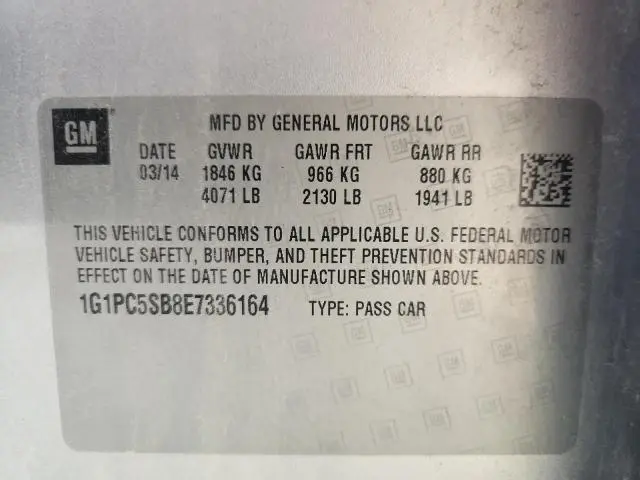 GM MFD BY GENERAL MOTORS LLC
DATE GVWR GAWR FRT GAWR RR
03/14 1846 KG 966 KG 880 KG
4071 LB 2130 LB 1941 LB
THIS VEHICLE CONFORMS TO ALL APPLICABLE U.S. FEDERAL MOTOR
VEHICLE SAFETY, BUMPER, AND THEFT PREVENTION STANDARDS IN
EFFECT ON THE DATE OF MANUFACTURE SHOWN ABOVE.
1G1PC5SB8E7336164 TYPE: PASS CAR